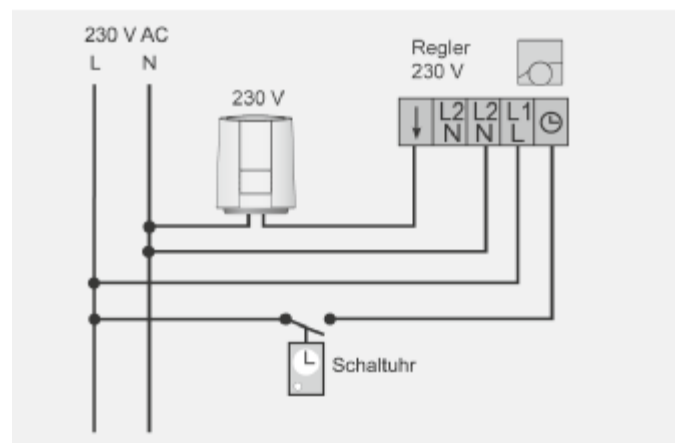 230 V AC
L N
Regler
230 V
230 V
L2 L2 L1
N N L
Schaltuhr